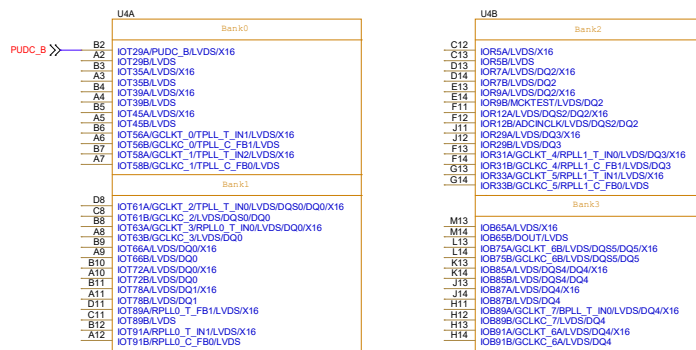 U4A
Bank0
PUDC_B
B2 IOT29A/PUDC_B/LVDS/X16
A2 IOT29B/LVDS
B3 IOT35A/LVDS/X16
A3 IOT35B/LVDS
B4 IOT39A/LVDS/X16
A4 IOT39B/LVDS
B5 IOT45A/LVDS/X16
A5 IOT45B/LVDS
B6 IOT56A/GCLKT_0/TPLL_T_IN1/LVDS/X16
A6 IOT56B/GCLKC_0/TPLL_C_FB1/LVDS
B7 IOT58A/GCLKT_1/TPLL_T_IN2/LVDS/X16
A7 IOT58B/GCLKC_1/TPLL_C_FB0/LVDS
Bank1
D8 IOT61A/GCLKT_2/TPLL_T_IN0/LVDS/DQS0/DQ0/X16
C8 IOT61B/GCLKC_2/LVDS/DQS0/DQ0
B8 IOT63A/GCLKT_3/RPLL0_T_IN0/LVDS/DQ0/X16
A8 IOT63B/GCLKC_3/LVDS/DQ0
B9 IOT66A/LVDS/DQ0/X16
A9 IOT66B/LVDS/DQ0
B10 IOT72A/LVDS/DQ0/X16
A10 IOT72B/LVDS/DQ0
B11 IOT78A/LVDS/DQ1/X16
A11 IOT78B/LVDS/DQ1
D11 IOT89A/RPLL0_T_FB1/LVDS/X16
C11 IOT89B/LVDS
B12 IOT91A/RPLL0_T_IN1/LVDS/X16
A12 IOT91B/RPLL0_C_FB0/LVDS
U4B
Bank2
C12 IOR5A/LVDS/X16
C13 IOR5B/LVDS
D13 IOR7A/LVDS/DQ2/X16
D14 IOR7B/LVDS/DQ2
E13 IOR9A/LVDS/DQ2/X16
E14 IOR9B/MCKTEST/LVDS/DQ2
F11 IOR12A/LVDS/DQS2/DQ2/X16
F12 IOR12B/ADCINCLK/LVDS/DQS2/DQ2
J11 IOR29A/LVDS/DQ3/X16
J12 IOR29B/LVDS/DQ3
F13 IOR31A/GCLKT_4/RPLL1_T_IN0/LVDS/DQ3/X16
F14 IOR31B/GCLKC_4/RPLL1_C_FB1/LVDS/DQ3
G13 IOR33A/GCLKT_5/RPLL1_T_IN1/LVDS/X16
G14 IOR33B/GCLKC_5/RPLL1_C_FB0/LVDS
Bank3
M13 IOB65A/LVDS/X16
M14 IOB65B/DOUT/LVDS
L13 IOB75A/GCLKT_6B/LVDS/DQS5/DQ5/X16
L14 IOB75B/GCLKC_6B/LVDS/DQS5/DQ5
K13 IOB85A/LVDS/DQS4/DQ4/X16
K14 IOB85B/LVDS/DQS4/DQ4
J13 IOB87A/LVDS/DQ4/X16
J14 IOB87B/LVDS/DQ4
H11 IOB89A/GCLKT_7/BPLL_T_IN0/LVDS/DQ4/X16
H12 IOB89B/GCLKC_7/LVDS/DQ4
H13 IOB91A/GCLKT_6A/LVDS/DQ4/X16
H14 IOB91B/GCLKC_6A/LVDS/DQ4